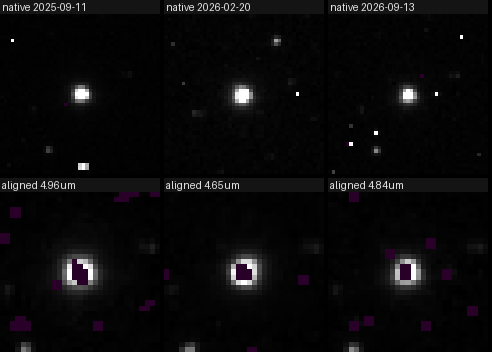 native 2025-09-11
native 2026-02-20
native 2026-09-13
aligned 4.96um
aligned 4.65um
aligned 4.84um